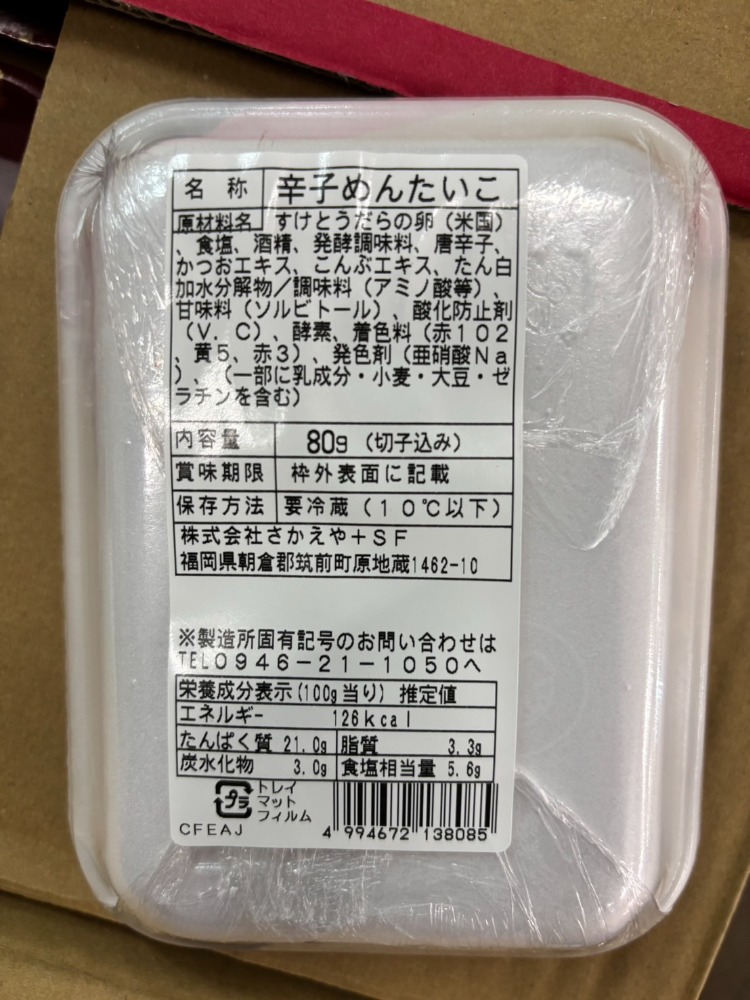 名称 辛子めんたいこ
原材料名 すけとうだらの卵（米国）
、食塩、酒精、発酵調味料、唐辛子、
かつおエキス、こんぶエキス、たん白
加水分解物／調味料（アミノ酸等）、
甘味料（ソルビトール）、酸化防止剤
（Ｖ．Ｃ）、酵素、着色料（赤１０２
、黄５、赤３）、発色剤（亜硝酸Ｎａ
）、（一部に乳成分・小麦・大豆・ゼ
ラチンを含む）
内容量 80g（切子込み）
賞味期限 枠外表面に記載
保存方法 要冷蔵（１０℃以下）
株式会社さかえや＋ＳＦ
福岡県朝倉郡筑前町原地蔵1462-10
※製造所固有記号のお問い合わせは
TEL０９４６－２１－１０５０へ
栄養成分表示(100g当り) 推定値
エネルギー 126kcal
たんぱく質 21.0g 脂質 3.3g
炭水化物 3.0g 食塩相当量 5.6g
プラ トレイ
マット
フィルム
CFEAJ
4 994672 138085